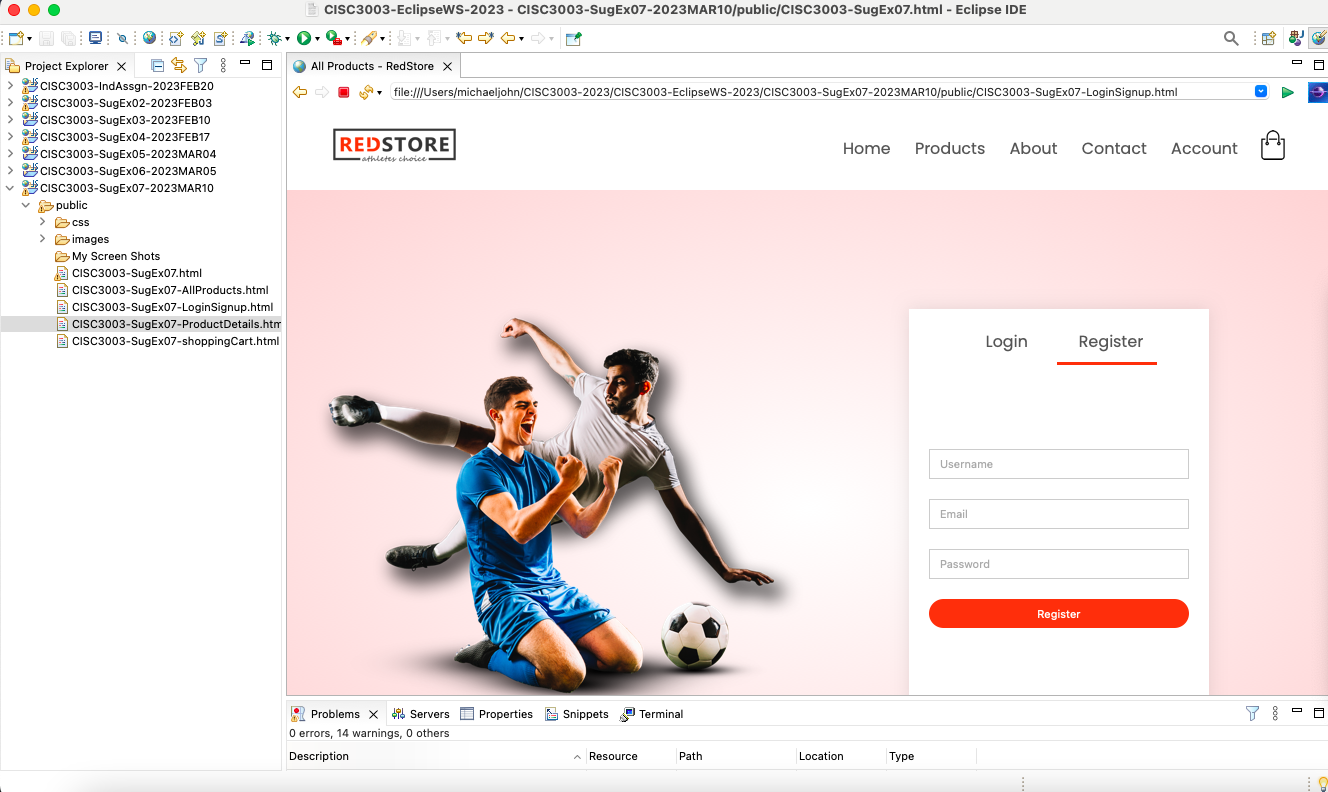 CISC3003-EclipseWS-2023 - CISC3003-SugEx07-2023MAR10/public/CISC3003-SugEx07.html - Eclipse IDE
Project Explorer
CISC3003-IndAssgn-2023FEB20
CISC3003-SugEx02-2023FEB03
CISC3003-SugEx03-2023FEB10
CISC3003-SugEx04-2023FEB17
CISC3003-SugEx05-2023MAR04
CISC3003-SugEx06-2023MAR05
CISC3003-SugEx07-2023MAR10
public
css
images
My Screen Shots
CISC3003-SugEx07.html
CISC3003-SugEx07-AllProducts.html
CISC3003-SugEx07-LoginSignup.html
CISC3003-SugEx07-ProductDetails.htm
CISC3003-SugEx07-shoppingCart.html
All Products - RedStore
file:///Users/michaeljohn/CISC3003-2023/CISC3003-EclipseWS-2023/CISC3003-SugEx07-2023MAR10/public/CISC3003-SugEx07-LoginSignup.html
REDSTORE
athletes choice
Home Products About Contact Account
Login Register
Username
Email
Password
Register
Problems Servers Properties Snippets Terminal
0 errors, 14 warnings, 0 others
Description Resource Path Location Type